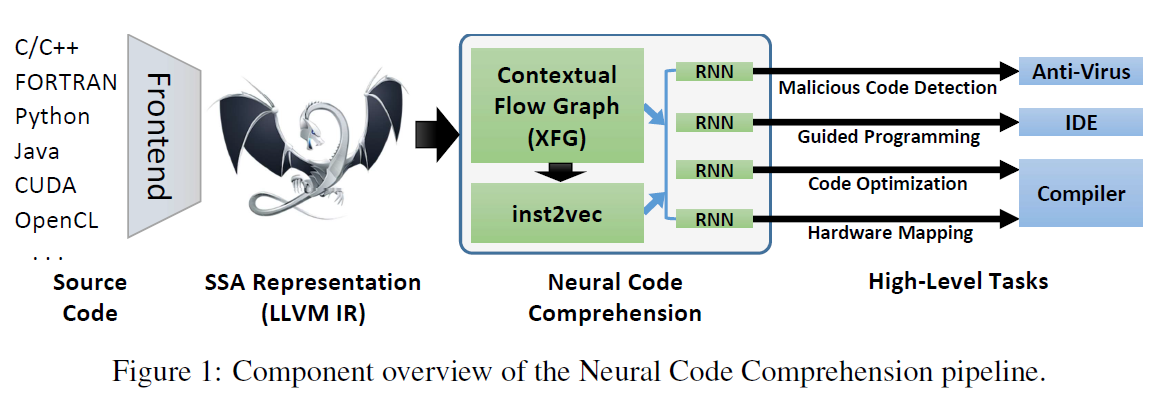 C/C++
FORTRAN
Python
Java
CUDA
OpenCL
...
Source
Code
Frontend
SSA Representation
(LLVM IR)
Contextual
Flow Graph
(XFG)
inst2vec
RNN
RNN
RNN
RNN
Neural Code
Comprehension
Malicious Code Detection
Guided Programming
Code Optimization
Hardware Mapping
High-Level Tasks
Anti-Virus
IDE
Compiler
Figure 1: Component overview of the Neural Code Comprehension pipeline.